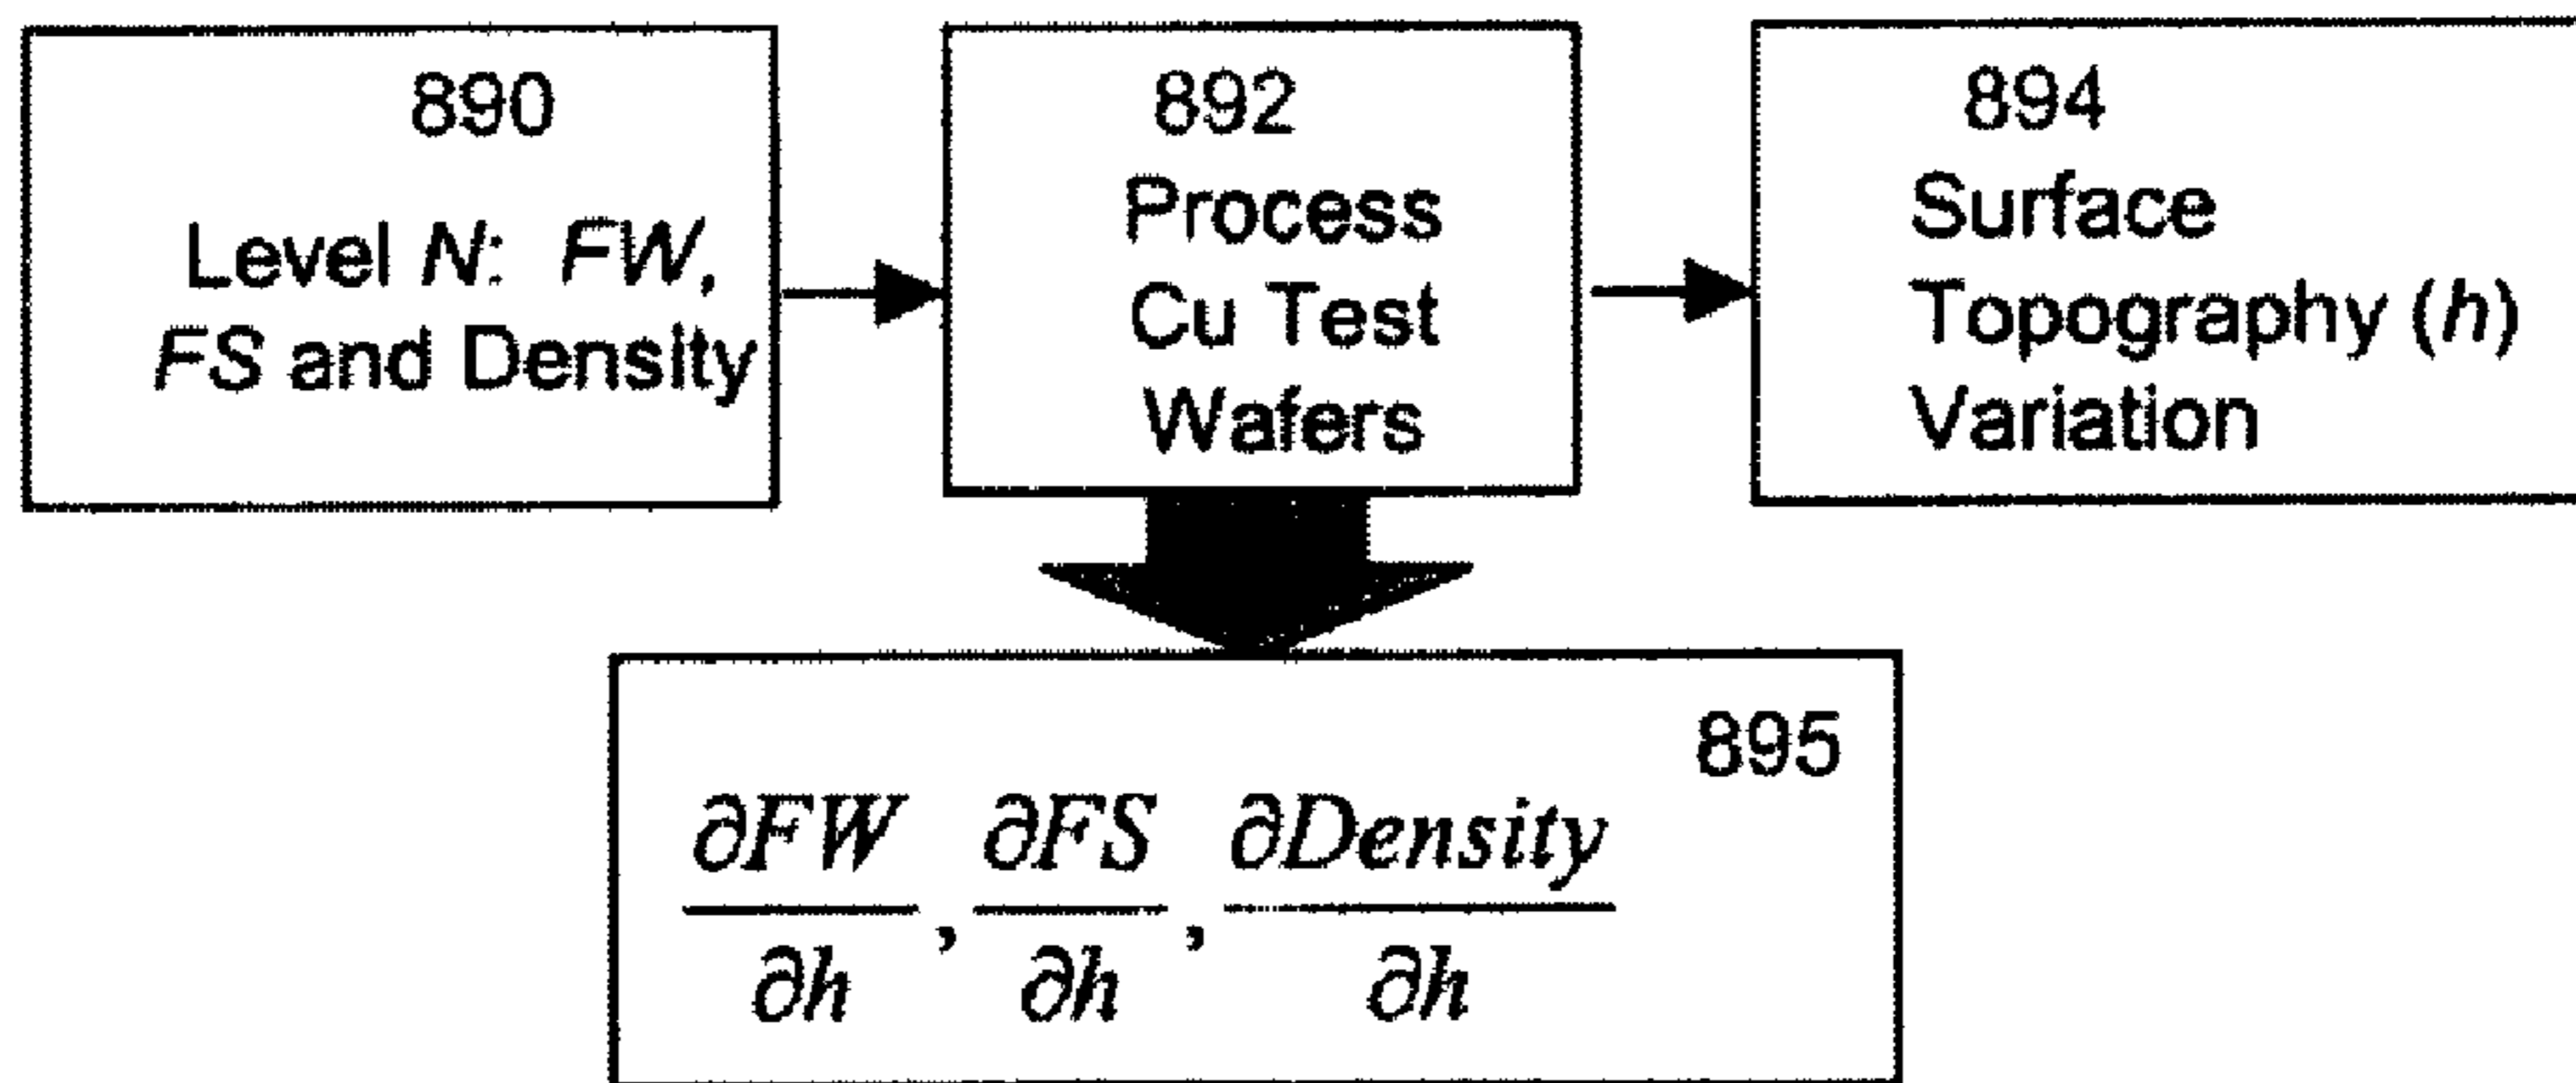 890
Level N: FW,
FS and Density
892
Process
Cu Test
Wafers
894
Surface
Topography (h)
Variation
895
∂FW/∂h, ∂FS/∂h, ∂Density/∂h